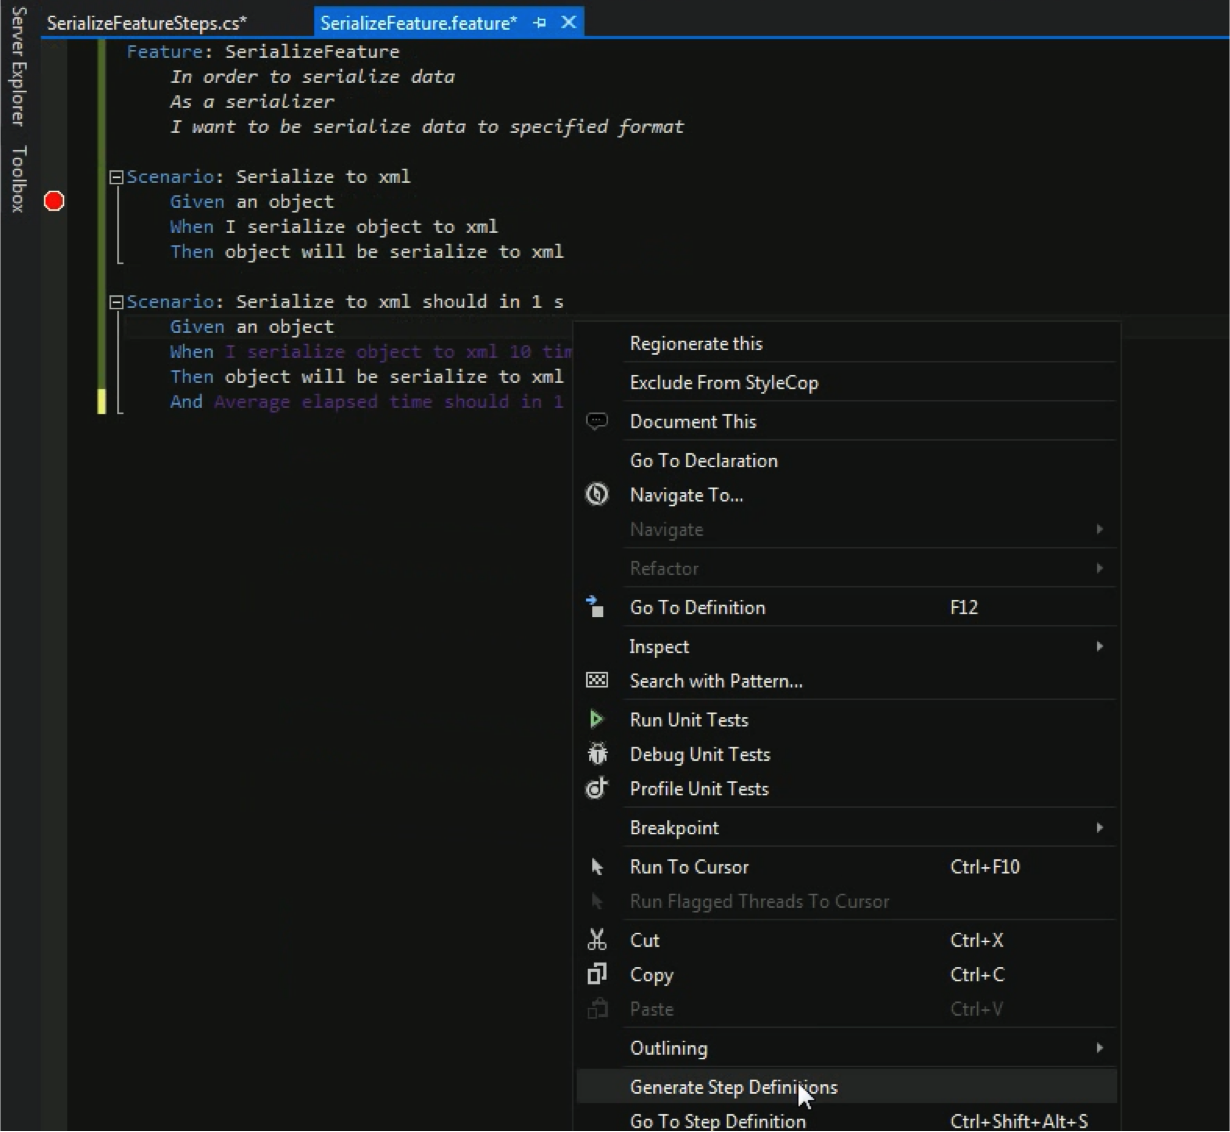 Server Explorer
Toolbox
SerializeFeatureSteps.cs*
SerializeFeature.feature*
Feature: SerializeFeature
In order to serialize data
As a serializer
I want to be serialize data to specified format
Scenario: Serialize to xml
Given an object
When I serialize object to xml
Then object will be serialize to xml
Scenario: Serialize to xml should in 1 s
Given an object
When I serialize object to xml 10 tim
Then object will be serialize to xml
And Average elapsed time should in 1
Regionerate this
Exclude From StyleCop
Document This
Go To Declaration
Navigate To...
Navigate
Refactor
Go To Definition F12
Inspect
Search with Pattern...
Run Unit Tests
Debug Unit Tests
Profile Unit Tests
Breakpoint
Run To Cursor Ctrl+F10
Run Flagged Threads To Cursor
Cut Ctrl+X
Copy Ctrl+C
Paste Ctrl+V
Outlining
Generate Step Definitions
Go To Step Definition Ctrl+Shift+Alt+S